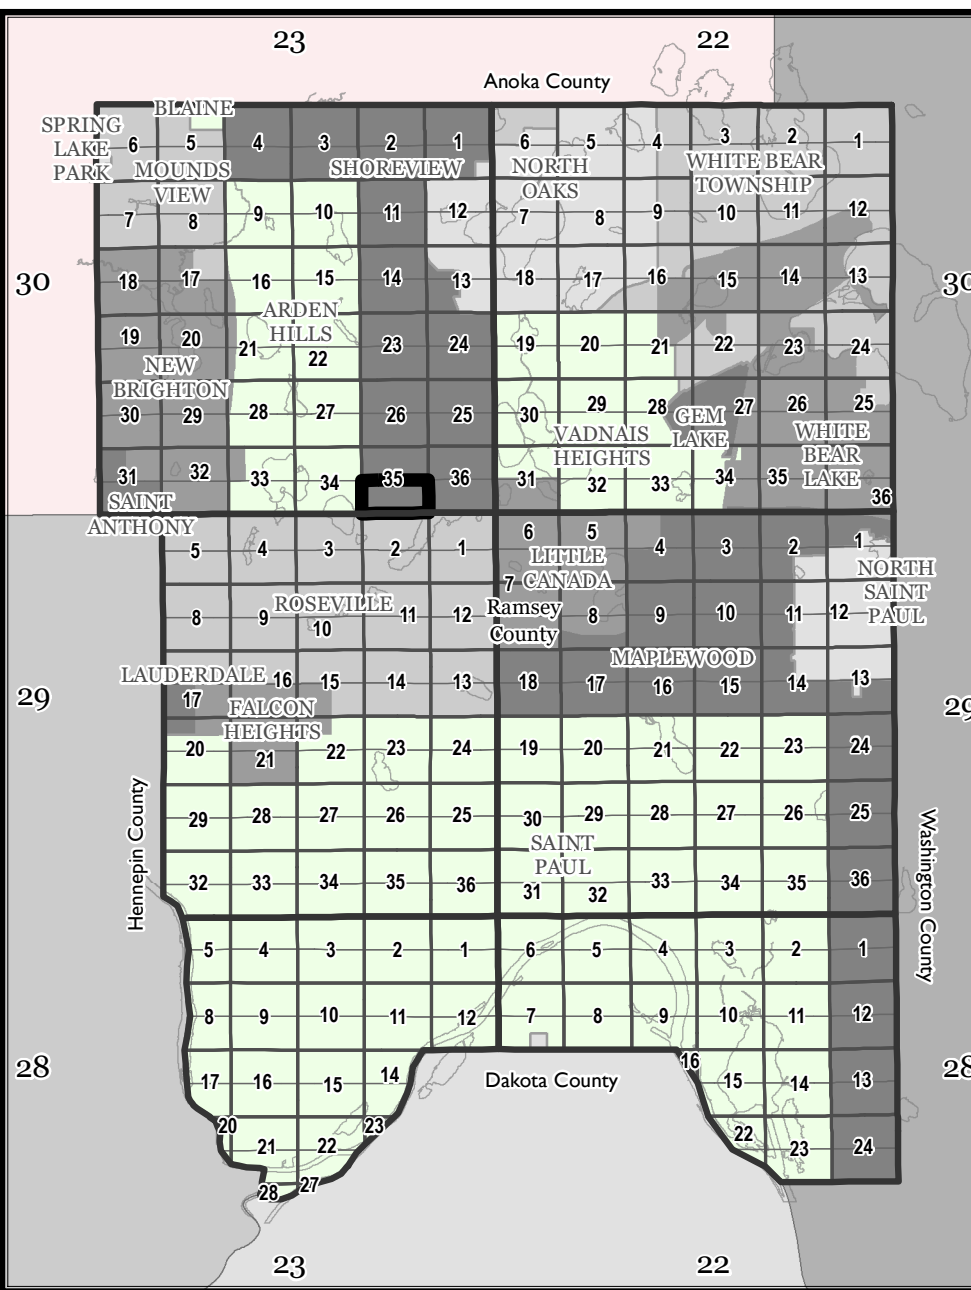 23 22
Anoka County
BLAINE
SPRING
LAKE
PARK
6 5 4 3 2 1 6 5 4 3 2 1
MOUNDS
VIEW
SHOREVIEW
NORTH
OAKS
WHITE BEAR
TOWNSHIP
7 8 9 10 11 12 7 8 9 10 11 12
30 18 17 16 15 14 13 18 17 16 15 14 13 30
ARDEN
HILLS
19 20 21 22 23 24 19 20 21 22 23 24
NEW
BRIGHTON
30 29 28 27 26 25 30 29 28 27 26 25
GEM
LAKE
VADNAIS
HEIGHTS
WHITE
BEAR
LAKE
31 32 33 34 35 36 31 32 33 34 35 36
SAINT
ANTHONY
5 4 3 2 1 6 5 4 3 2 1
LITTLE
CANADA
NORTH
SAINT
PAUL
ROSEVILLE
8 9 10 11 12 7 8 9 10 11 12
Ramsey
County
MAPLEWOOD
LAUDERDALE
29 17 16 15 14 13 18 17 16 15 14 13 29
FALCON
HEIGHTS
20 21 22 23 24 19 20 21 22 23 24
29 28 27 26 25 30 29 28 27 26 25
Hennepin County
SAINT
PAUL
Washington County
32 33 34 35 36 31 32 33 34 35 36
5 4 3 2 1 6 5 4 3 2 1
8 9 10 11 12 7 8 9 10 11 12
28 17 16 15 14 16 15 14 13 28
Dakota County
20 21 22 23 22 23 24
28 27
23 22